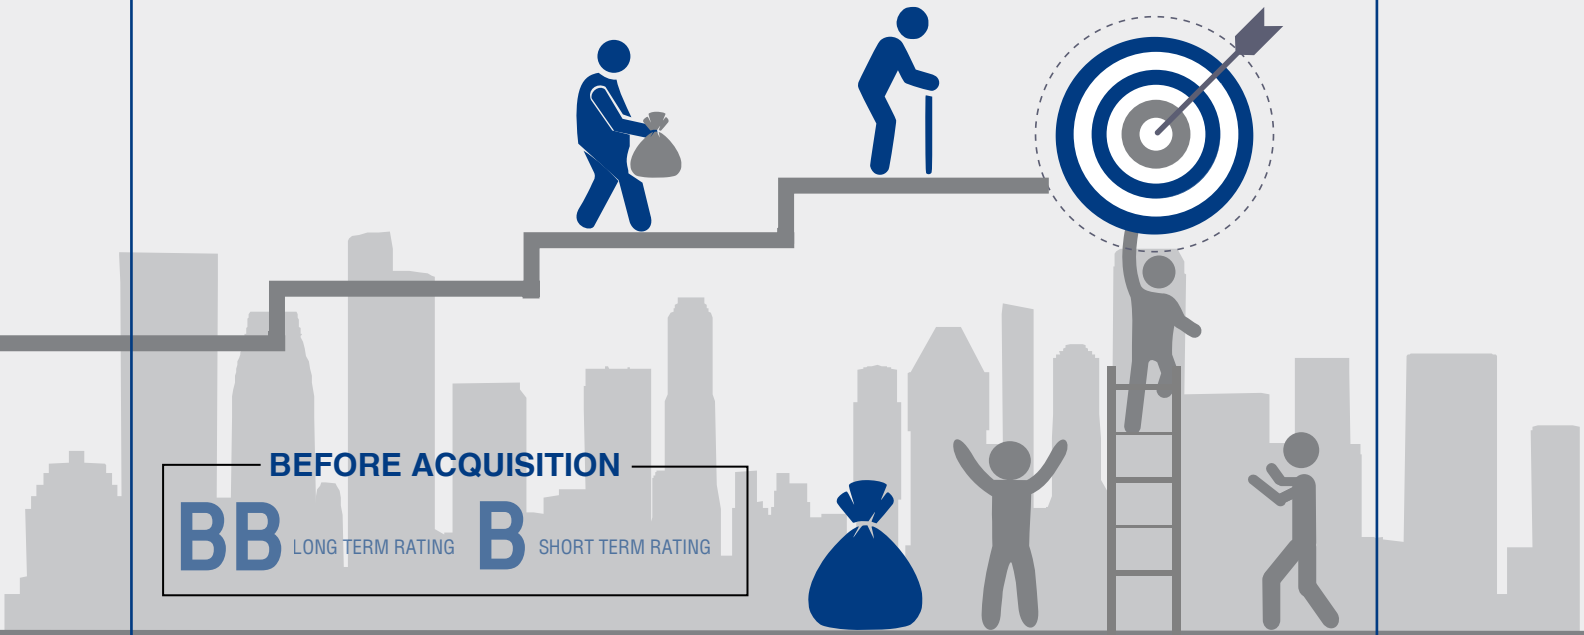 BEFORE ACQUISITION
BB LONG TERM RATING B SHORT TERM RATING